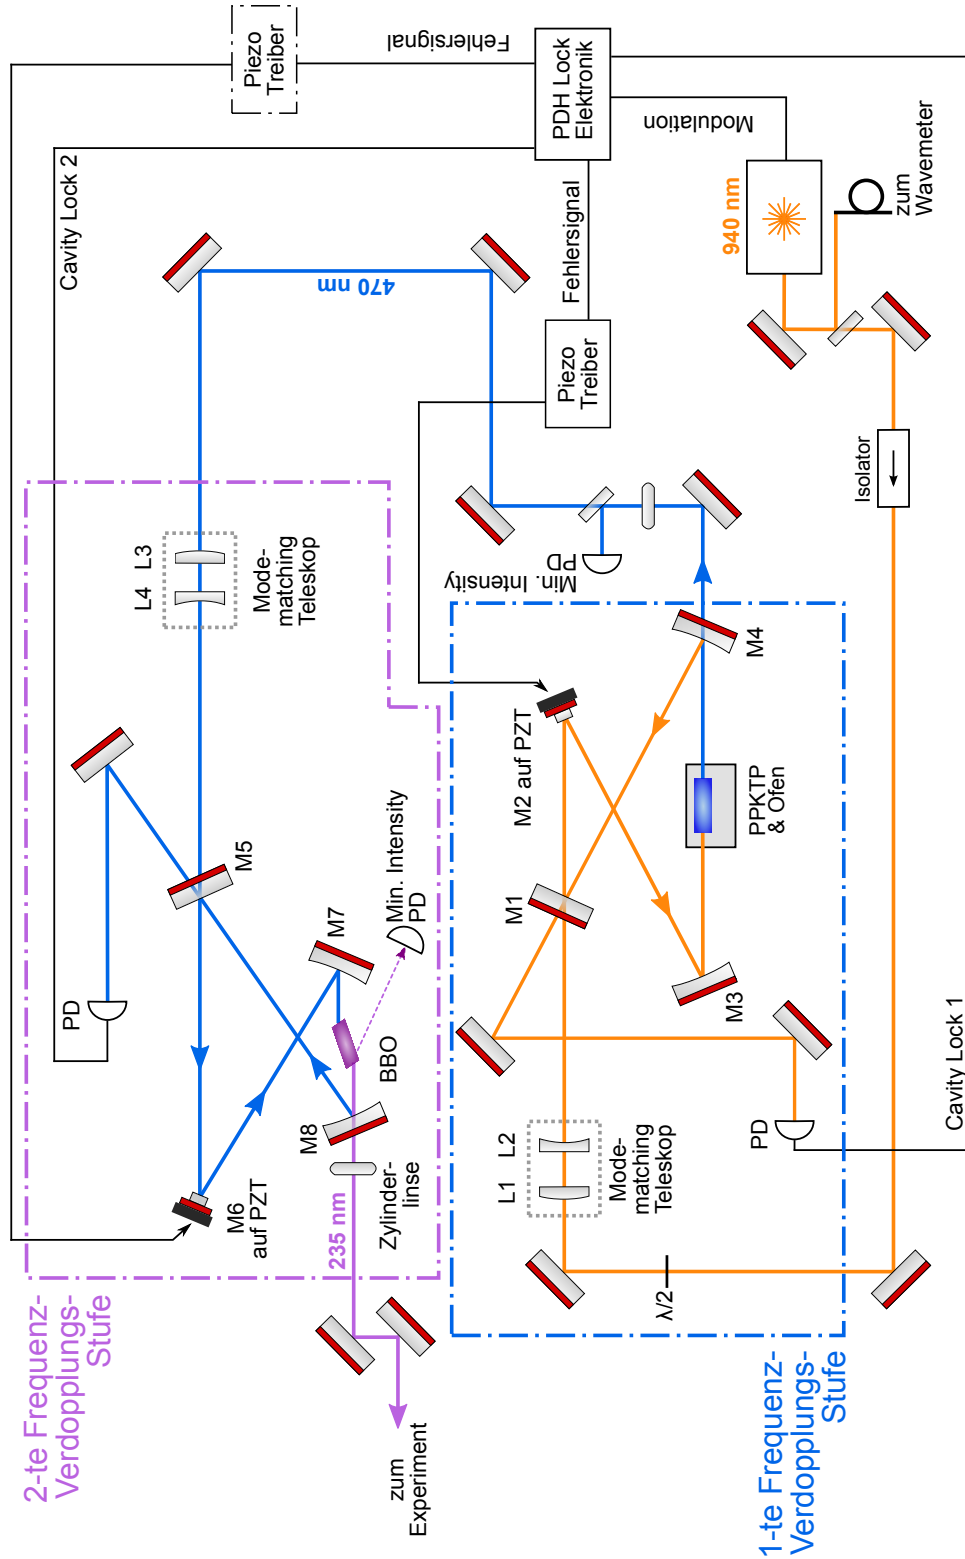 2-te Frequenz-
Verdopplungs-
Stufe
Piezo
Treiber
Fehlersignal
Cavity Lock 2
PDH Lock
Elektronik
Modulation
Fehlersignal
Piezo
Treiber
470 nm
940 nm
zum
Wavemeter
Isolator
L4 L3
Mode-
matching
Teleskop
PD
M5
M6
auf PZT
M7
M8
BBO
Min. Intensity
PD
Zylinder-
linse
235 nm
zum
Experiment
1-te Frequenz-
Verdopplungs-
Stufe
Min. Intensity
PD
M1
M2 auf PZT
M3
M4
PPKTP
& Ofen
L1 L2
Mode-
matching
Teleskop
λ/2
PD
Cavity Lock 1